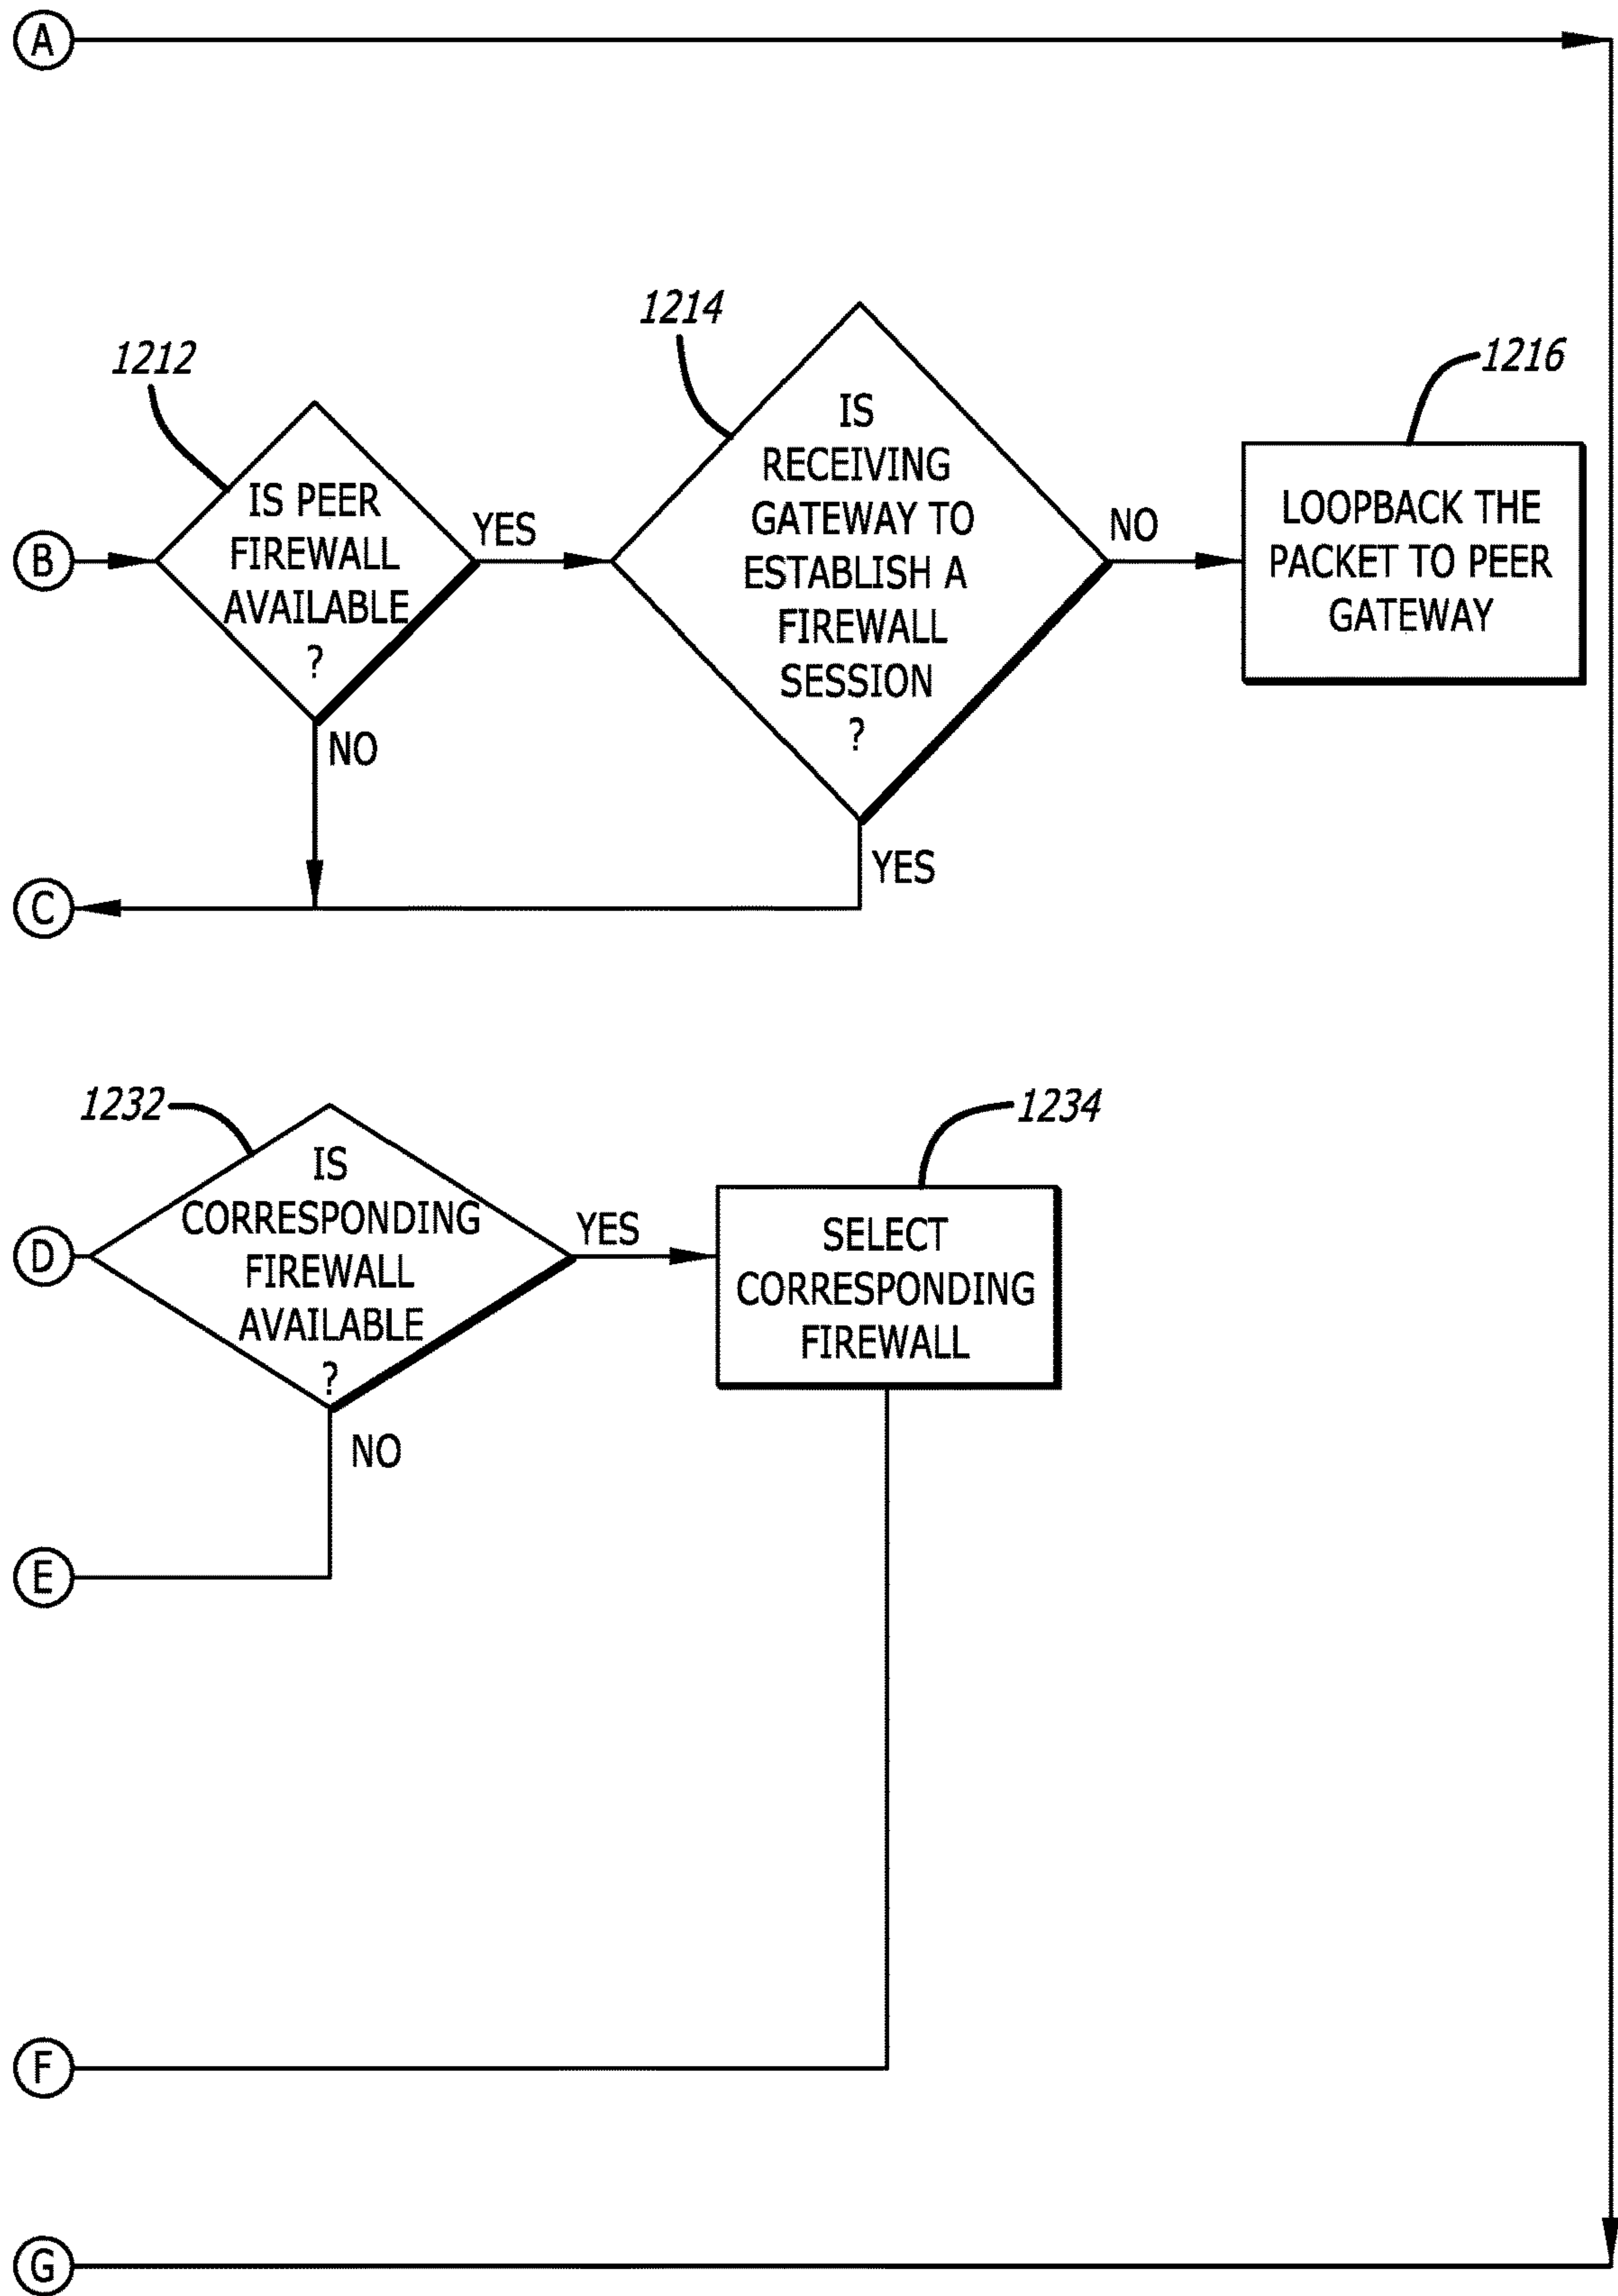 A
1212
1214
1216
B
IS PEER
FIREWALL
AVAILABLE
?
YES
NO
IS
RECEIVING
GATEWAY TO
ESTABLISH A
FIREWALL
SESSION
?
NO
YES
LOOPBACK THE
PACKET TO PEER
GATEWAY
C
1232
1234
D
IS
CORRESPONDING
FIREWALL
AVAILABLE
?
YES
NO
SELECT
CORRESPONDING
FIREWALL
E
F
G